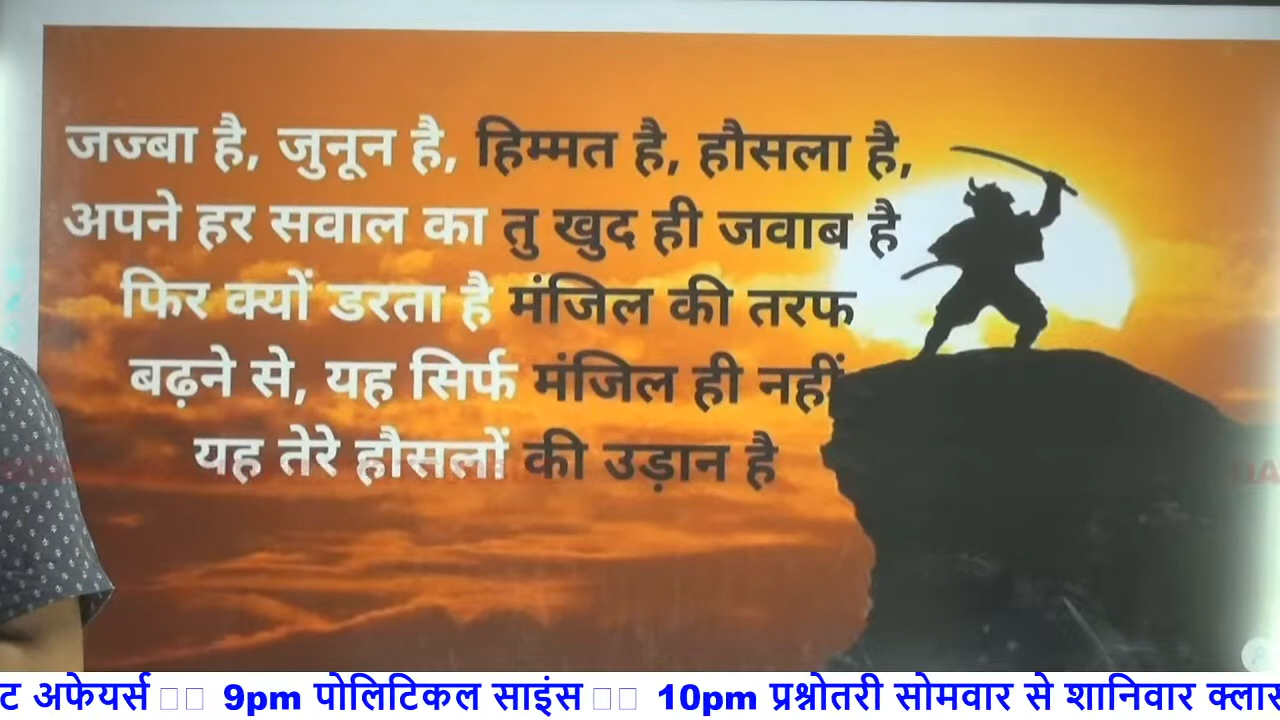 जज्बा है, जुनून है, हिम्मत है, हौसला है,
अपने हर सवाल का तु खुद ही जवाब है
फिर क्यों डरता है मंजिल की तरफ
बढ़ने से, यह सिर्फ मंजिल ही नहीं
यह तेरे हौसलों की उड़ान है
ट अफेयर्स 9pm पोलिटिकल साइंस 10pm प्रश्नोतरी सोमवार से शानिवार क्लास